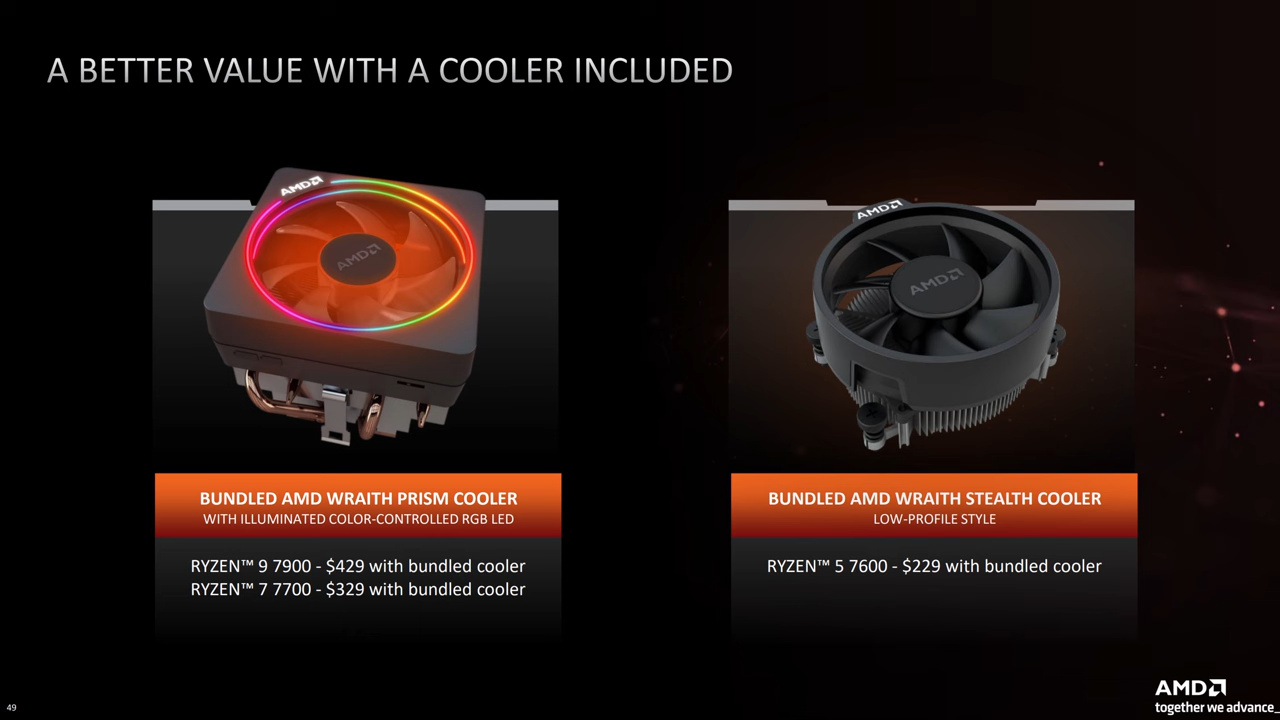 A BETTER VALUE WITH A COOLER INCLUDED
AMD
AMD
BUNDLED AMD WRAITH PRISM COOLER
WITH ILLUMINATED COLOR-CONTROLLED RGB LED
RYZEN™ 9 7900 - $429 with bundled cooler
RYZEN™ 7 7700 - $329 with bundled cooler
AMD
AMD
BUNDLED AMD WRAITH STEALTH COOLER
LOW-PROFILE STYLE
RYZEN™ 5 7600 - $229 with bundled cooler
49
AMD
together we advance_